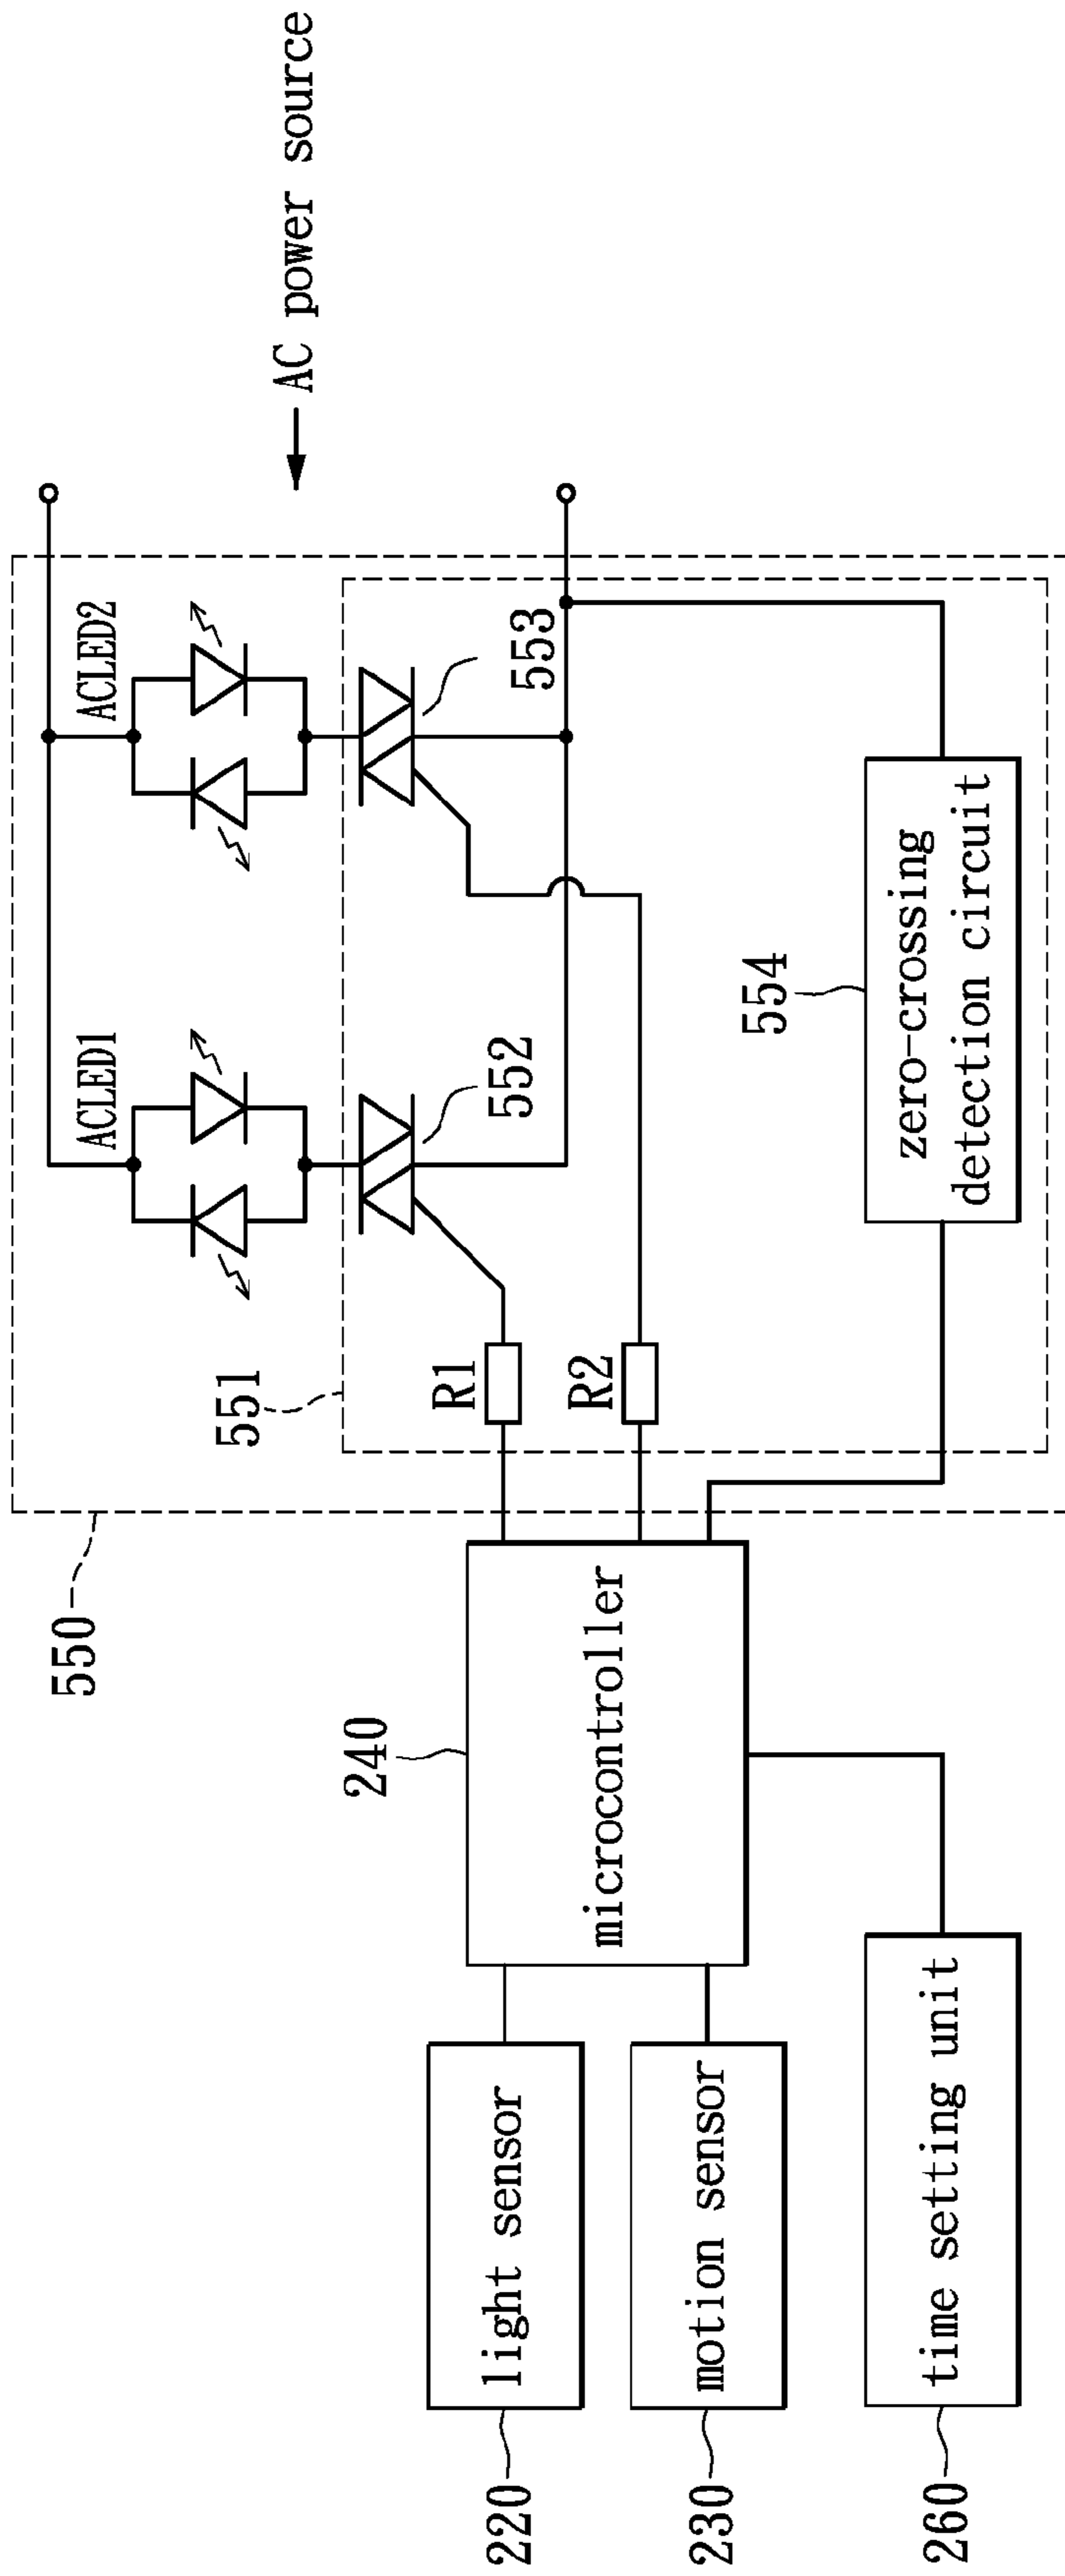 550
AC power source
ACLED1
ACLED2
551
552
553
R1
R2
554
zero-crossing
detection circuit
240
microcontroller
220
light sensor
230
motion sensor
260
time setting unit